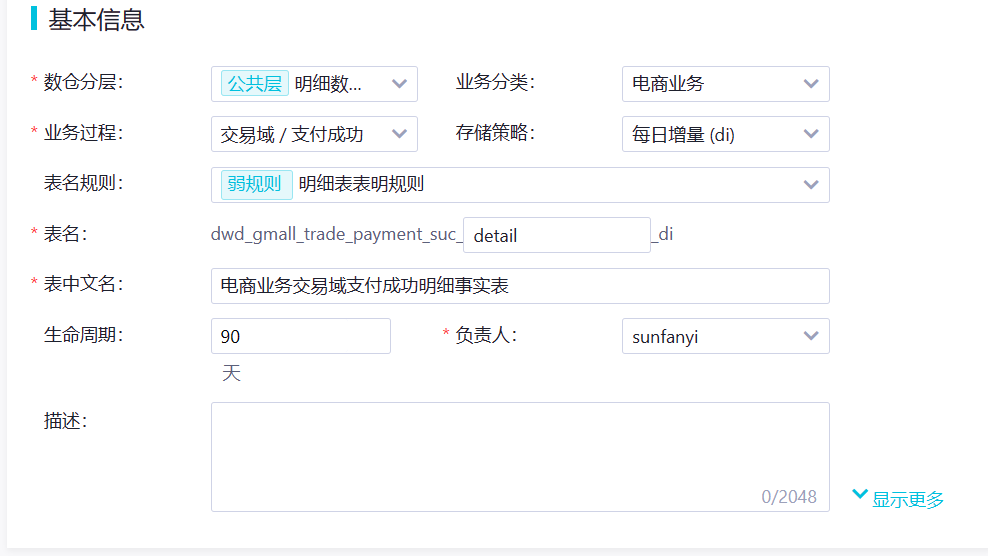 基本信息
* 数仓分层: 公共层 明细数... 业务分类: 电商业务
* 业务过程: 交易域 / 支付成功 存储策略: 每日增量 (di)
表名规则: 弱规则 明细表表明规则
* 表名: dwd_gmall_trade_payment_suc_ detail _di
* 表中文名: 电商业务交易域支付成功明细事实表
生命周期: 90 * 负责人: sunfanyi
天
描述:
0/2048
显示更多